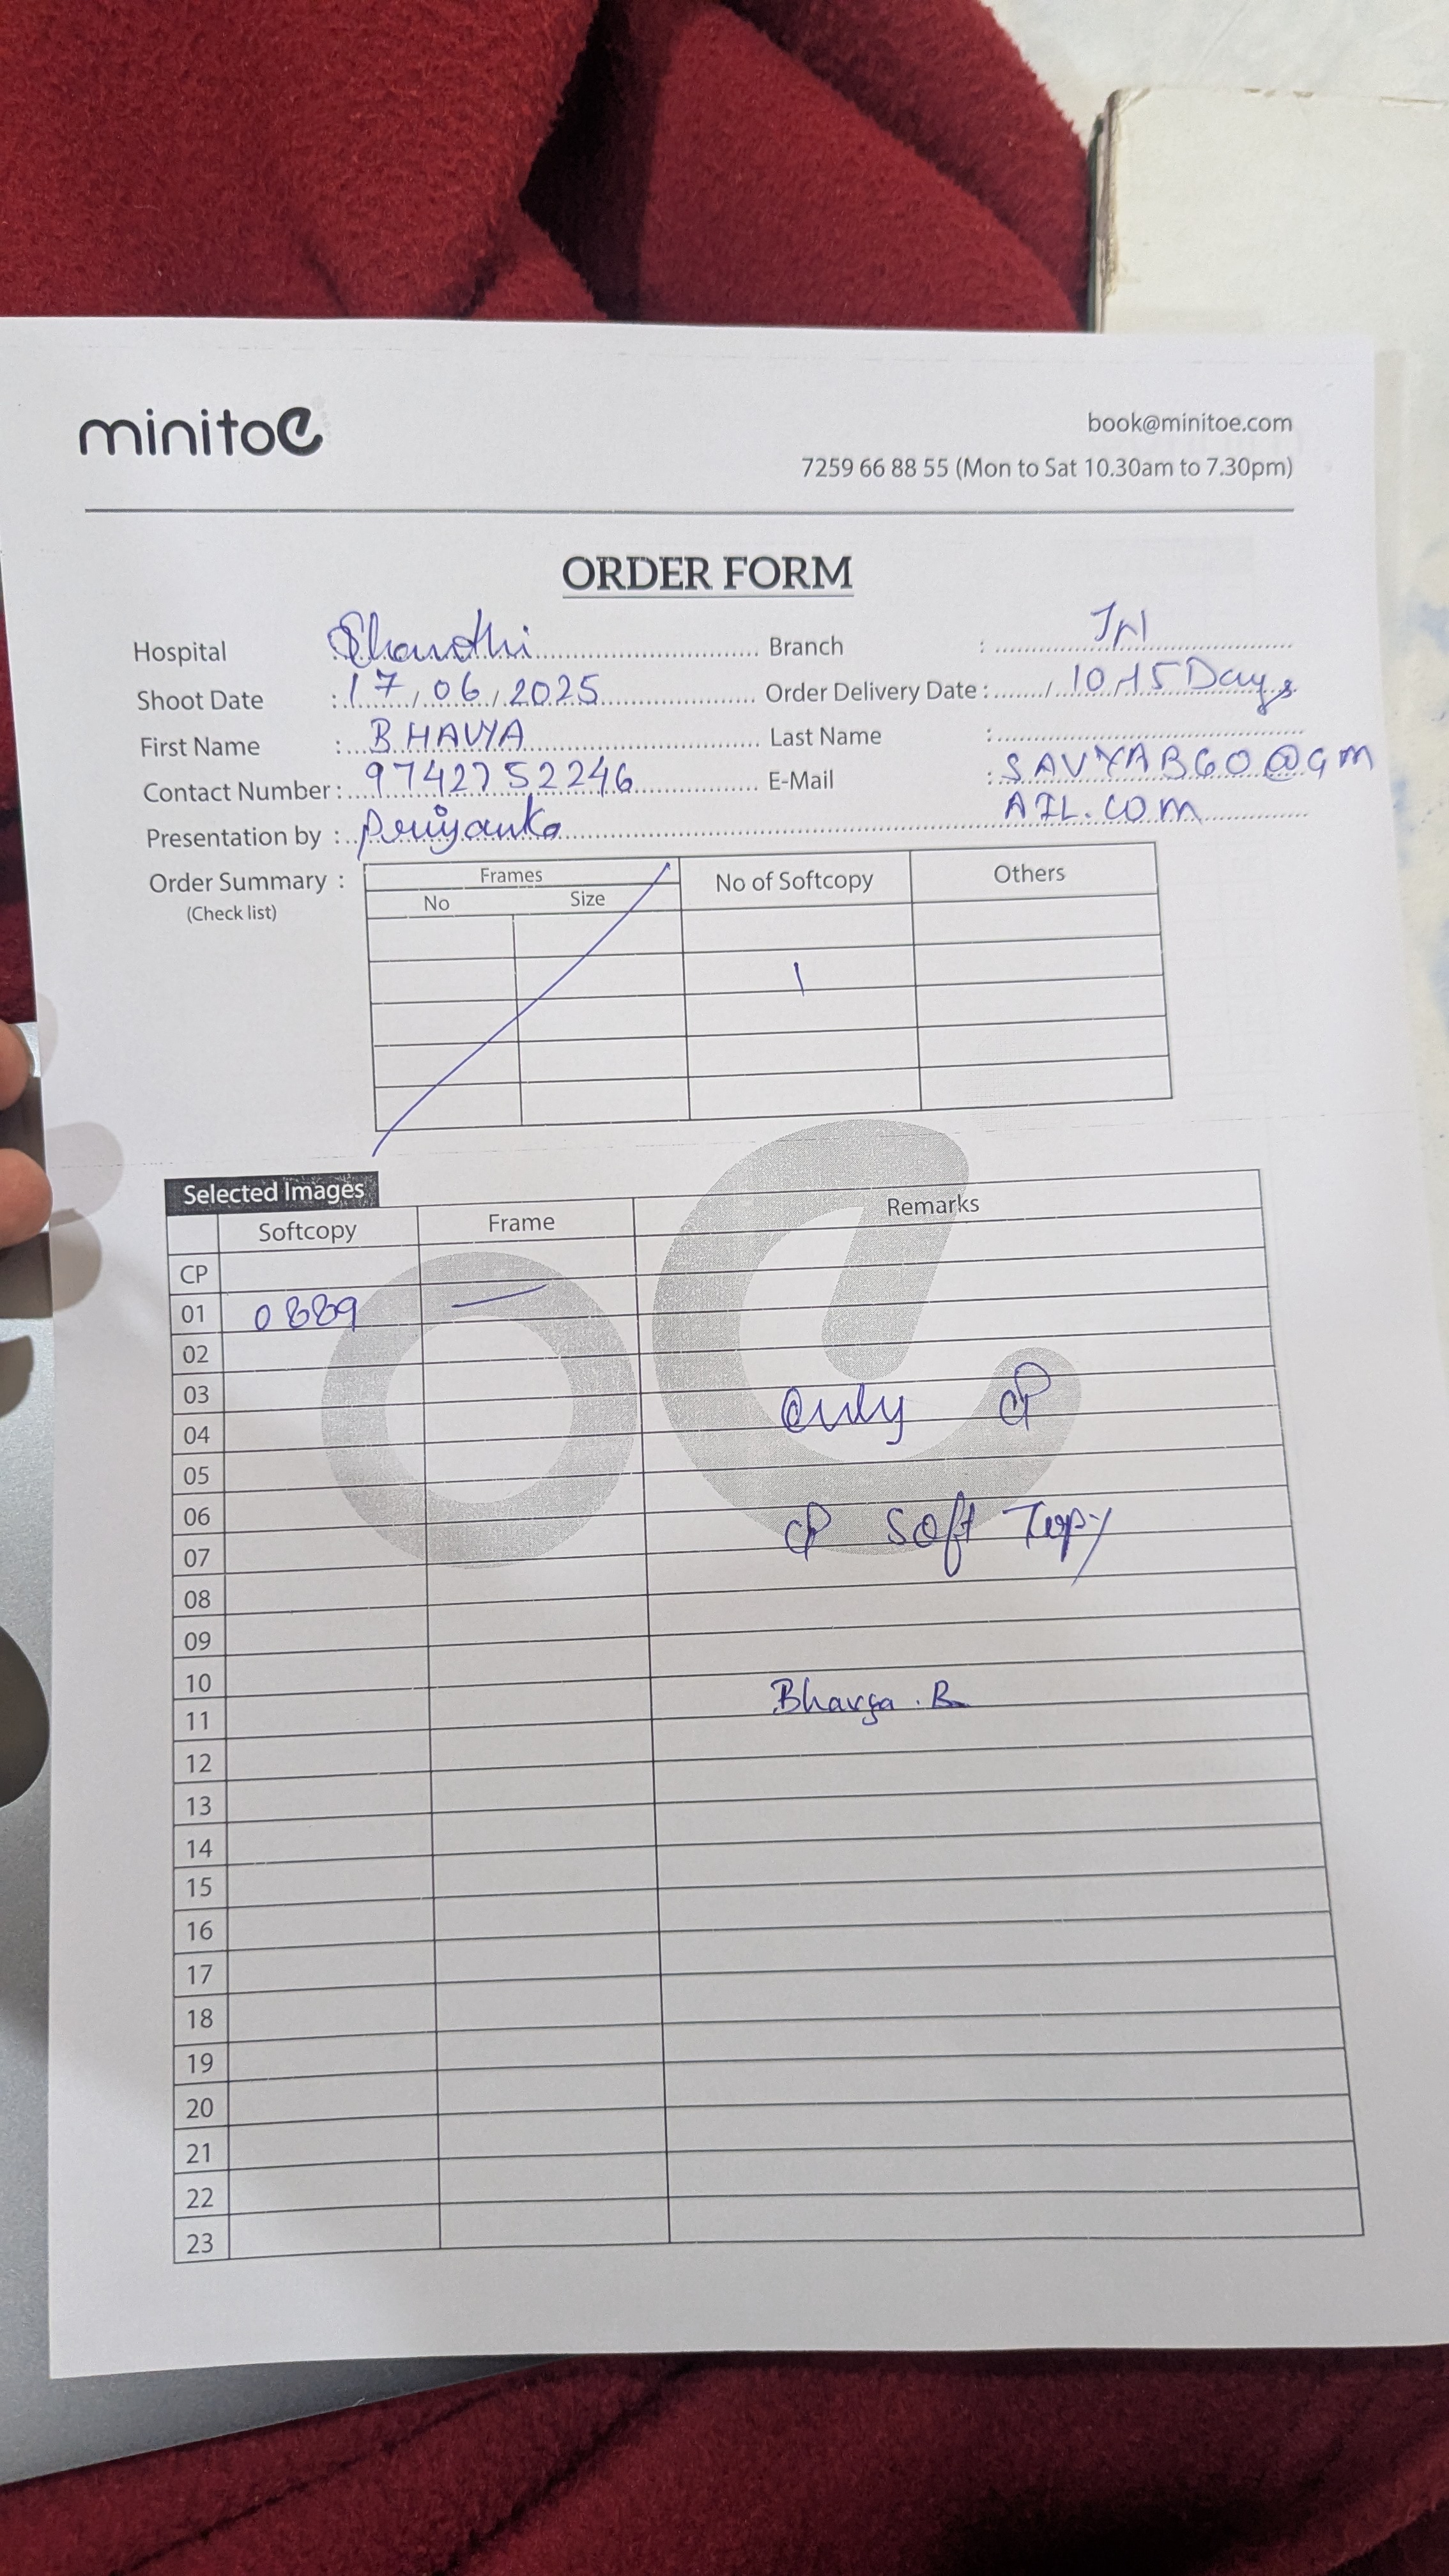 minitoe
book@minitoe.com
7259 66 88 55 (Mon to Sat 10.30am to 7.30pm)
ORDER FORM
Hospital Shanthi Branch :
Shoot Date : 17/06/2025 Order Delivery Date : 10-15 Days
First Name : BHAVYA Last Name :
Contact Number : 9742752246 E-Mail : SAVYABGO@GM
AIL.COM
Presentation by : Priyanka
Order Summary : Frames No of Softcopy Others
(Check list) No Size
1
Selected Images
Softcopy Frame Remarks
CP
01 0889 —
02
03
04 Only CP
05
06
07 CP Soft
08
09
10
11 Bhavya . B
12
13
14
15
16
17
18
19
20
21
22
23